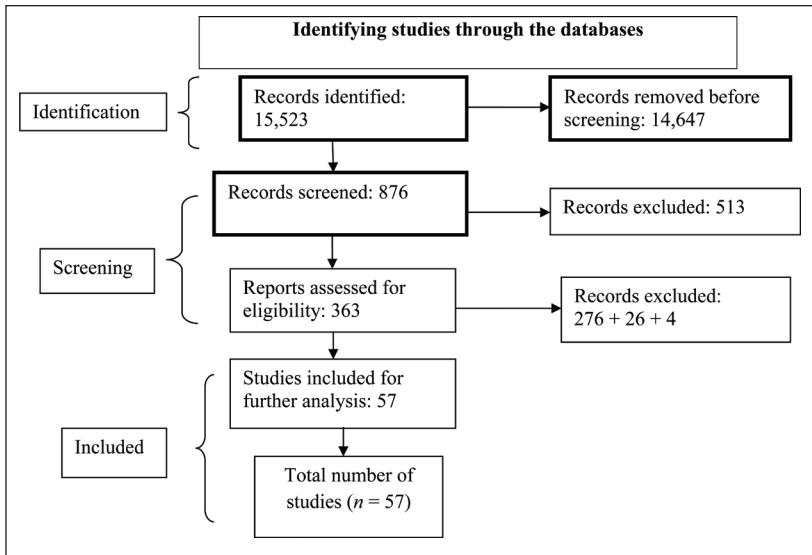 Identifying studies through the databases
Identification
Records identified:
15,523
Records removed before
screening: 14,647
Records screened: 876
Records excluded: 513
Screening
Reports assessed for
eligibility: 363
Records excluded:
276 + 26 + 4
Studies included for
further analysis: 57
Included
Total number of
studies (n = 57)